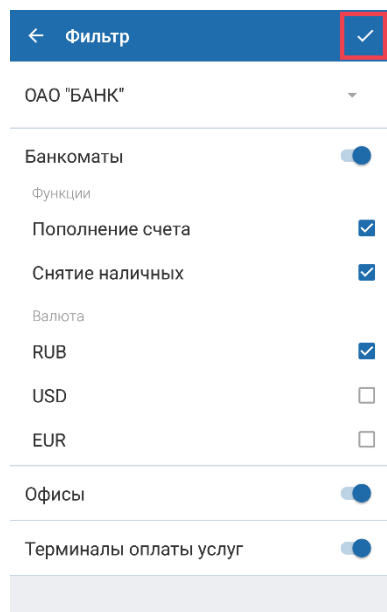 Фильтр
ОАО "БАНК"
Банкоматы
Функции
Пополнение счета
Снятие наличных
Валюта
RUB
USD
EUR
Офисы
Терминалы оплаты услуг